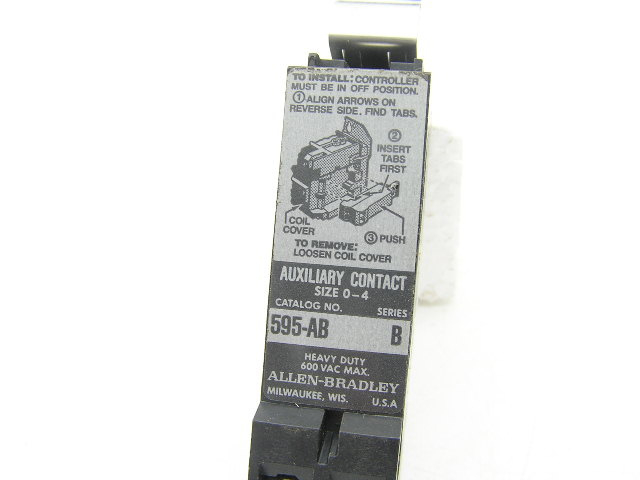 TO INSTALL: CONTROLLER
MUST BE IN OFF POSITION.
① ALIGN ARROWS ON
REVERSE SIDE. FIND TABS.
②
INSERT
TABS
FIRST
COIL
COVER
③ PUSH
TO REMOVE:
LOOSEN COIL COVER
AUXILIARY CONTACT
SIZE 0-4
CATALOG NO. SERIES
595-AB B
HEAVY DUTY
600 VAC MAX.
ALLEN-BRADLEY
MILWAUKEE, WIS. U.S.A